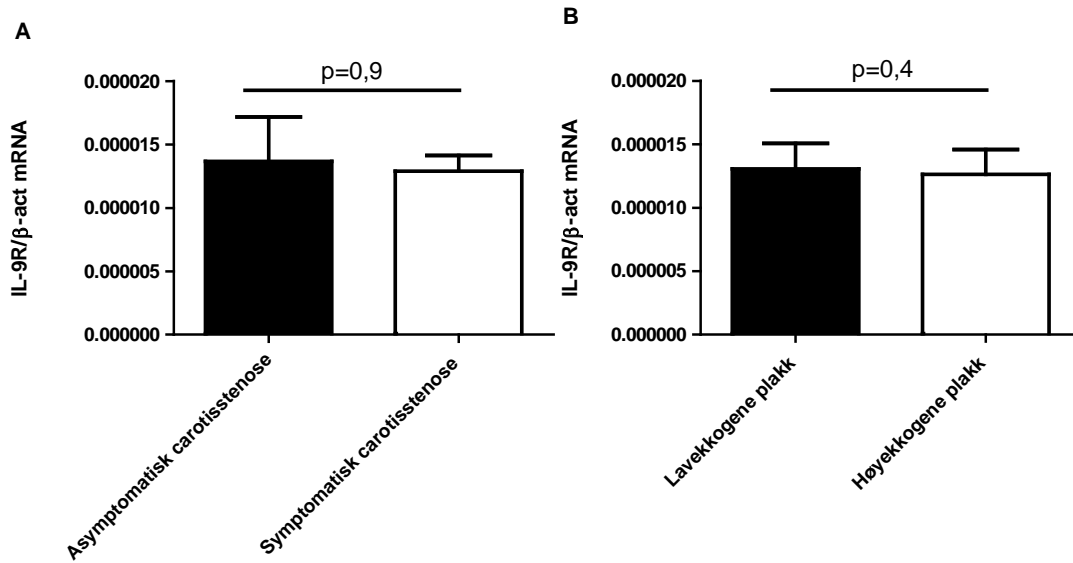 A
p=0,9
IL-9R/β-act mRNA
0.000020
0.000015
0.000010
0.000005
0.000000
Asymptomatisk carotisstenose
Symptomatisk carotisstenose
B
p=0,4
IL-9R/β-act mRNA
0.000020
0.000015
0.000010
0.000005
0.000000
Lavekkogene plakk
Høyekkogene plakk